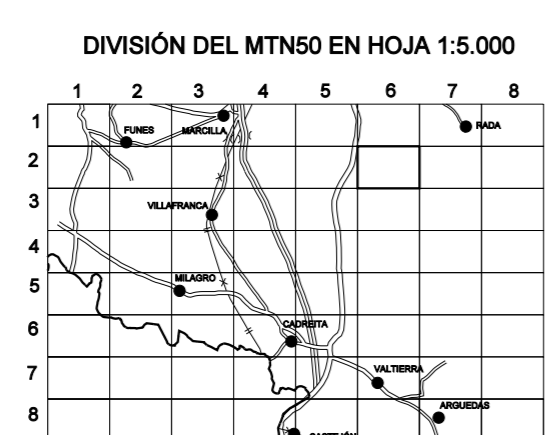 DIVISIÓN DEL MTN50 EN HOJA 1:5.000
1 2 3 4 5 6 7 8
1
FUNES
MARCILLA
RADA
2
3
VILLAFRANCA
4
5
MILAGRO
6
CADREITA
7
VALTIERRA
ARGUEDAS
8